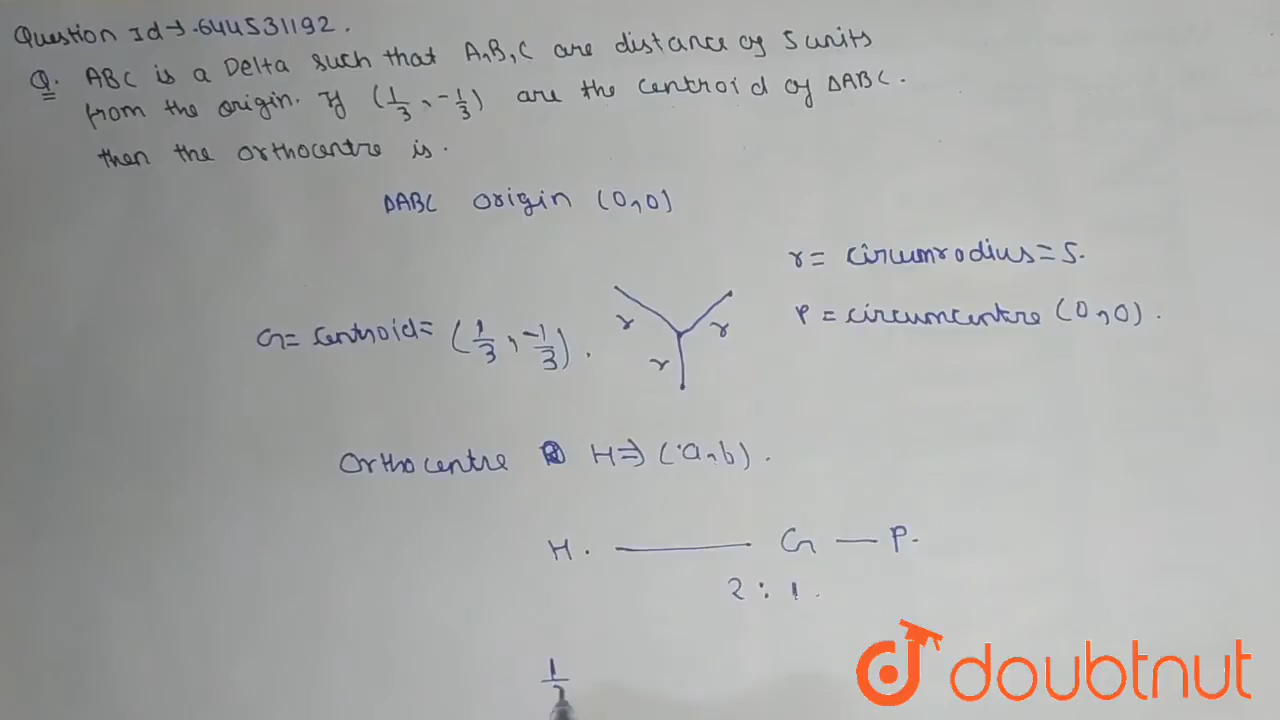 Question Id→.644531192.
Q. ABC is a Delta such that A,B,C are distance of 5 units
from the origin. If (1/3, -1/3) are the centroid of ΔABC.
then the orthocentre is.
ΔABC origin (0,0)
r = circumrodius = 5.
P = circumcentre (0,0).
G = centroid = (1/3, -1/3).
r r
r
Orthocentre H⇒ (a,b).
H. — G — P.
2 : 1.
1
doubtnut